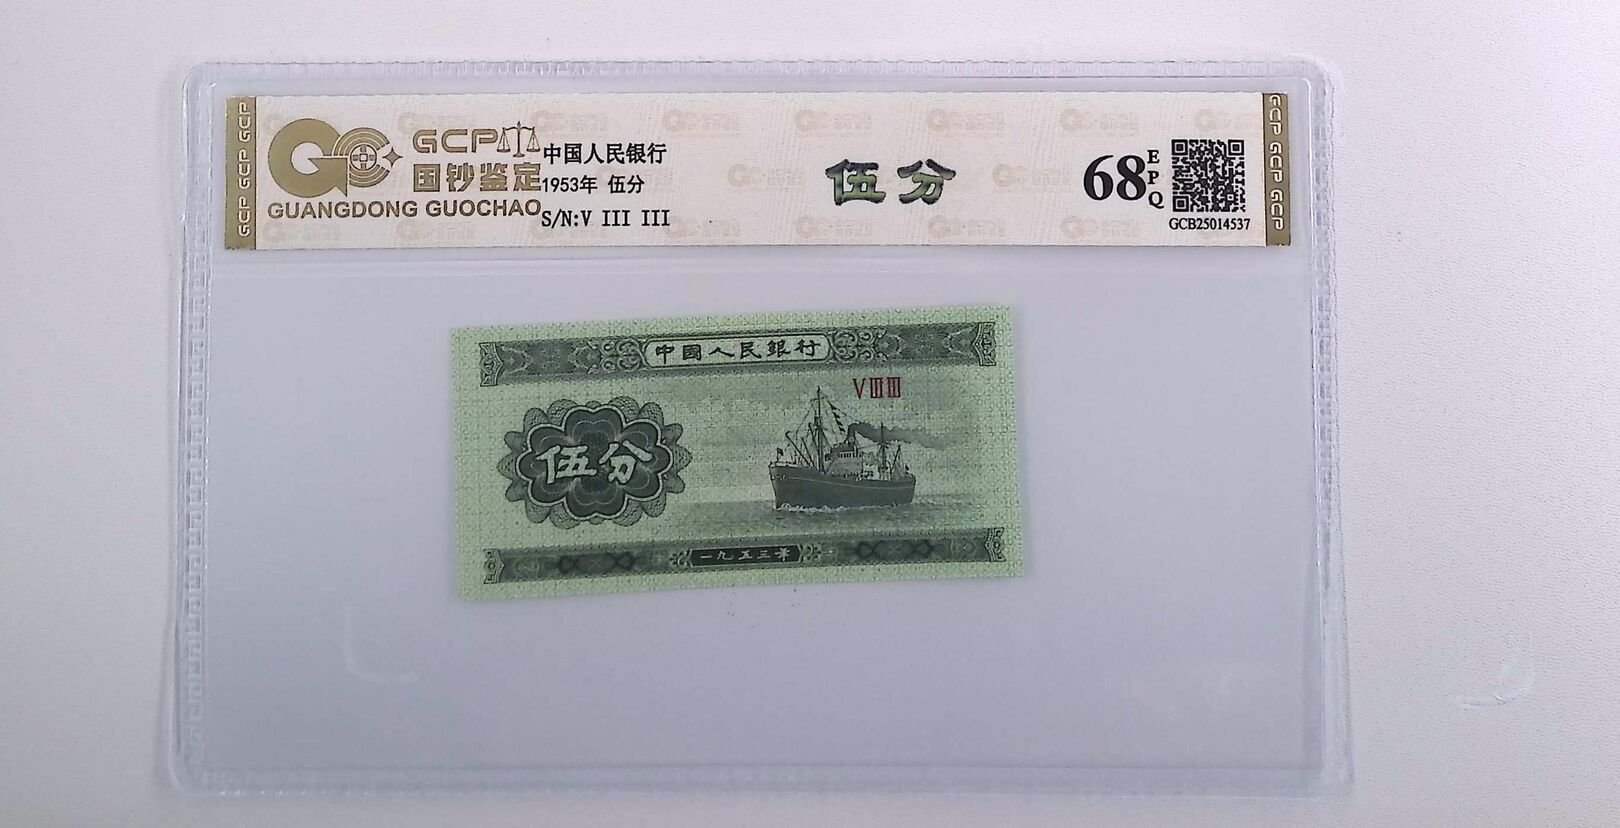 GCP GCP GCP
GCP
国钞鉴定
GUANGDONG GUOCHAO
中国人民银行
1953年 伍分
S/N:V III III
伍分
68
EPQ
GCB25014537
GCP GCP GCP
中國人民銀行
V III III
伍分
一九五三年